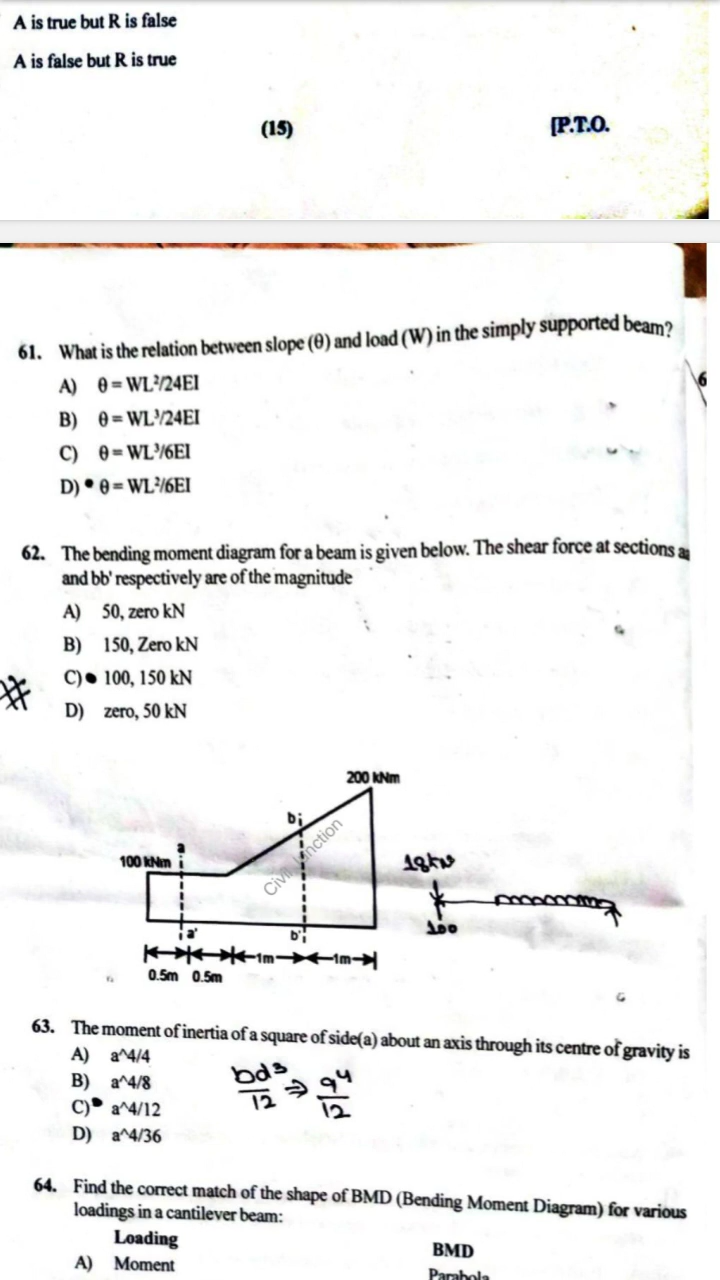 A is true but R is false
A is false but R is true
(15) [P.T.O.
61. What is the relation between slope (θ) and load (W) in the simply supported beam?
A) θ = WL²/24EI
B) θ = WL³/24EI
C) θ = WL³/6EI
D) θ = WL²/6EI
6
62. The bending moment diagram for a beam is given below. The shear force at sections
and bb' respectively are of the magnitude
A) 50, zero kN
B) 150, Zero kN
C) 100, 150 kN
D) zero, 50 kN
#
200 kNm
b
100 kNm a
Civil Junction
100
a' b'
1m 1m
0.5m 0.5m
63. The moment of inertia of a square of side(a) about an axis through its centre of gravity is
A) a^4/4
B) a^4/8
C) a^4/12
D) a^4/36
bd³/12 ⇒ a⁴/12
64. Find the correct match of the shape of BMD (Bending Moment Diagram) for various
loadings in a cantilever beam:
Loading BMD
A) Moment Parabola